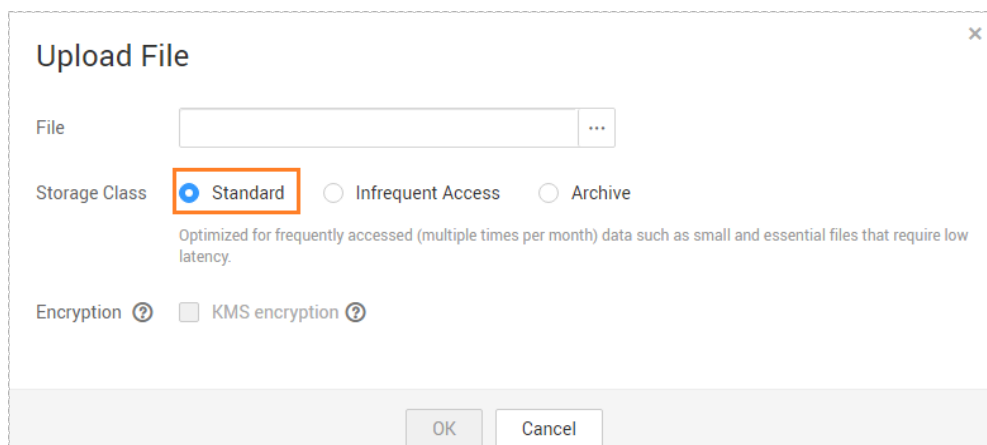 Upload File
×
File
...
Storage Class Standard Infrequent Access Archive
Optimized for frequently accessed (multiple times per month) data such as small and essential files that require low
latency.
Encryption ? KMS encryption ?
OK Cancel